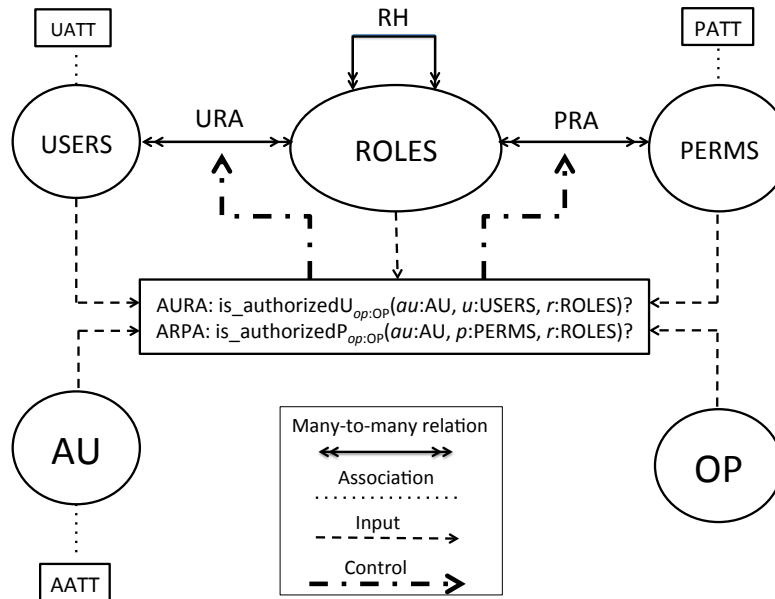 UATT
RH
PATT
USERS
URA
ROLES
PRA
PERMS
AURA: is_authorizedU_op:OP(au:AU, u:USERS, r:ROLES)?
ARPA: is_authorizedP_op:OP(au:AU, p:PERMS, r:ROLES)?
AU
OP
AATT
Many-to-many relation
Association
Input
Control